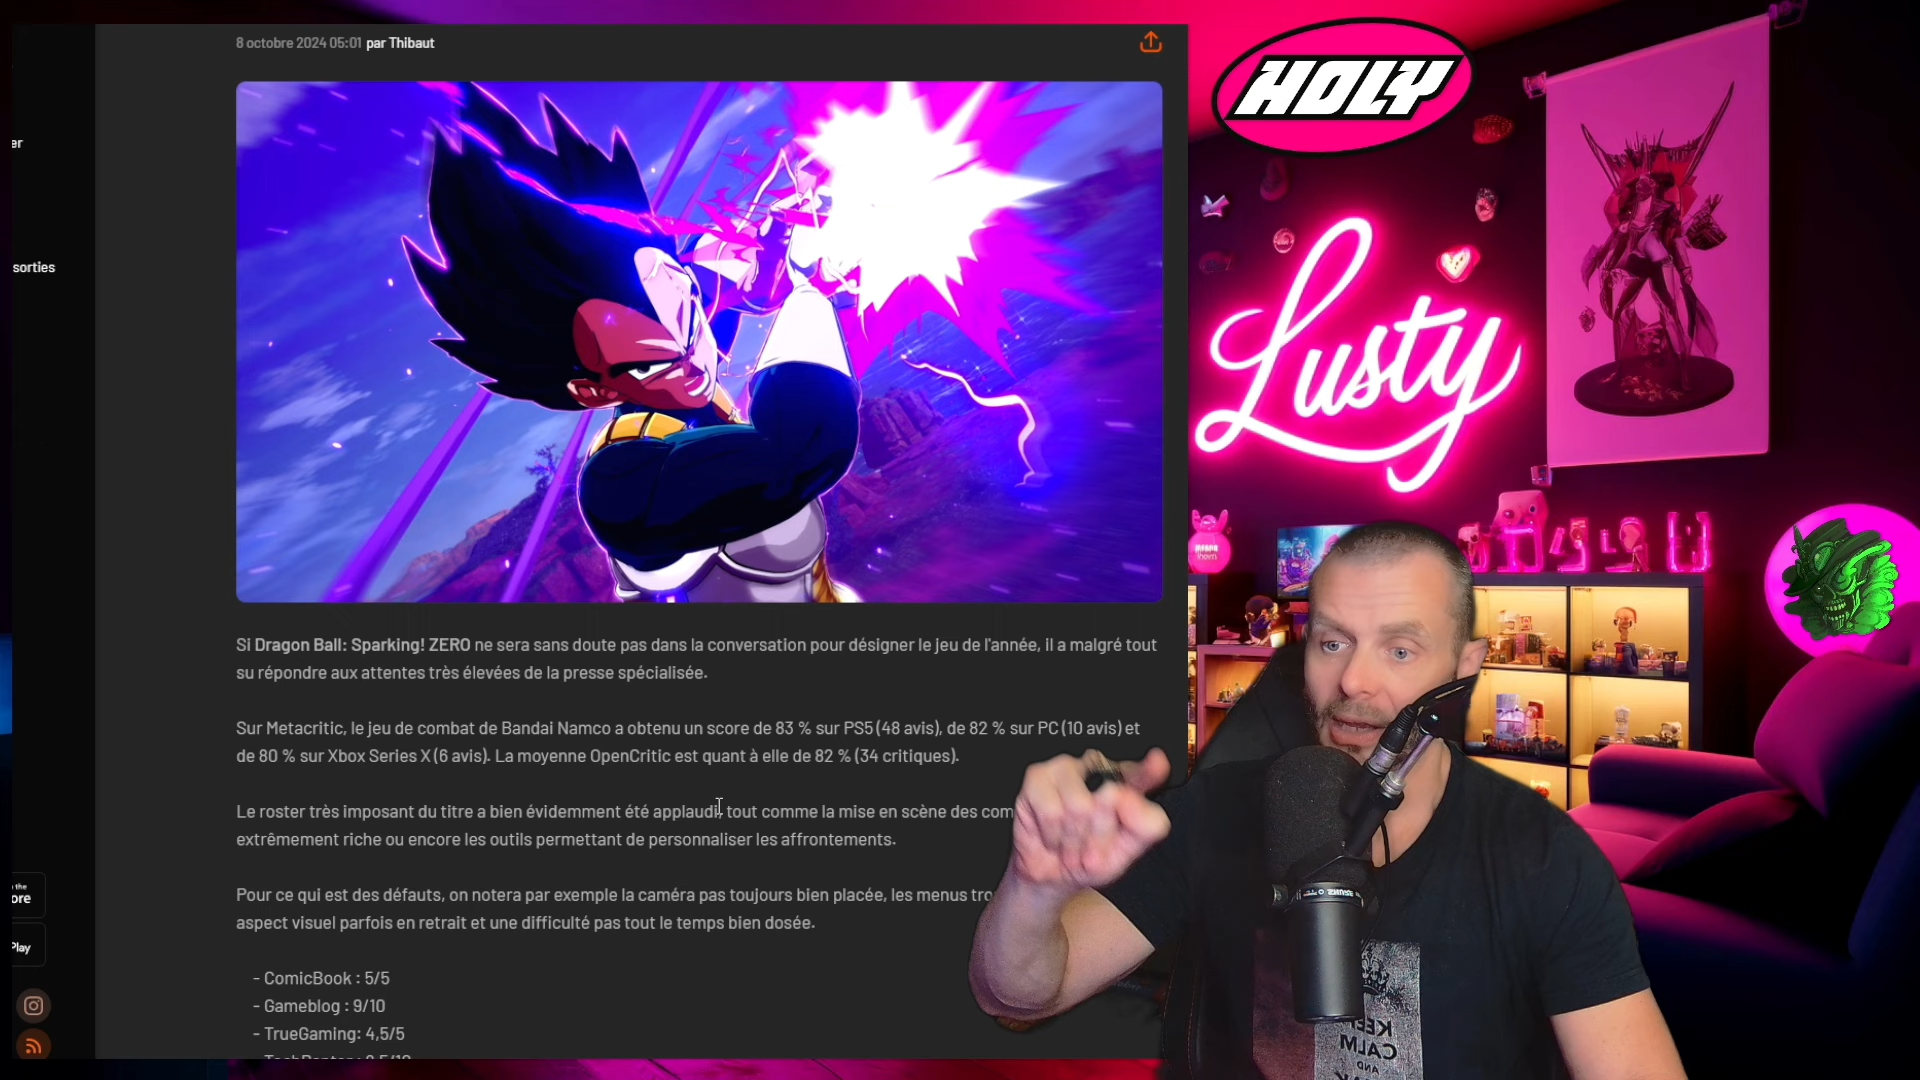 8 octobre 2024 05:01 par Thibaut
HOLY
er
sorties
Lusty
Si Dragon Ball: Sparking! ZERO ne sera sans doute pas dans la conversation pour désigner le jeu de l'année, il a malgré tout
su répondre aux attentes très élevées de la presse spécialisée.
Sur Metacritic, le jeu de combat de Bandai Namco a obtenu un score de 83 % sur PS5 (48 avis), de 82 % sur PC (10 avis) et
de 80 % sur Xbox Series X (6 avis). La moyenne OpenCritic est quant à elle de 82 % (34 critiques).
Le roster très imposant du titre a bien évidemment été applaudi, tout comme la mise en scène des com
extrêmement riche ou encore les outils permettant de personnaliser les affrontements.
Pour ce qui est des défauts, on notera par exemple la caméra pas toujours bien placée, les menus tro
aspect visuel parfois en retrait et une difficulté pas tout le temps bien dosée.
- ComicBook : 5/5
- Gameblog : 9/10
- TrueGaming: 4,5/5
n the
ore
Play
KEEP
CALM
AND